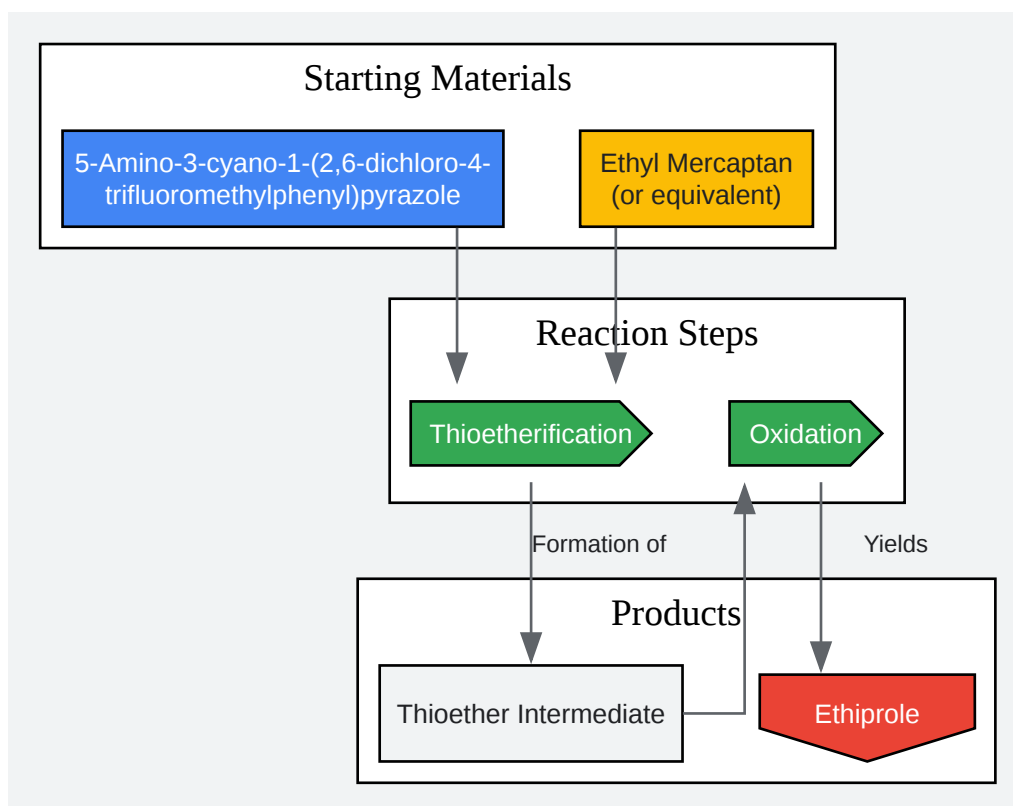 Starting Materials
5-Amino-3-cyano-1-(2,6-dichloro-4-
trifluoromethylphenyl)pyrazole
Ethyl Mercaptan
(or equivalent)
Reaction Steps
Thioetherification
Oxidation
Formation of
Yields
Products
Thioether Intermediate
Ethiprole